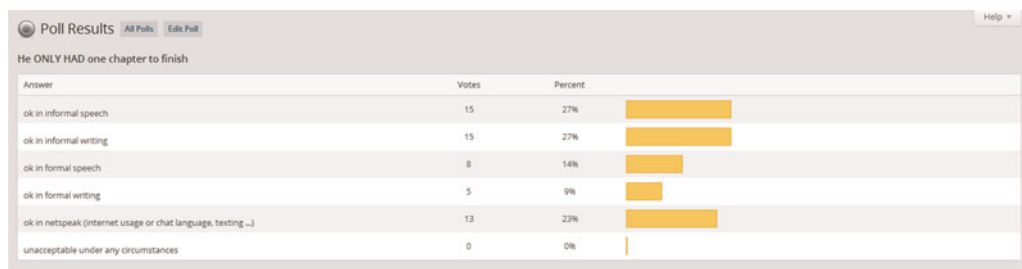 Help
Poll Results All Polls Edit Poll
He ONLY HAD one chapter to finish
Answer Votes Percent
ok in informal speech 15 27%
ok in informal writing 15 27%
ok in formal speech 8 14%
ok in formal writing 5 9%
ok in netspeak (internet usage or chat language, texting ...) 13 23%
unacceptable under any circumstances 0 0%